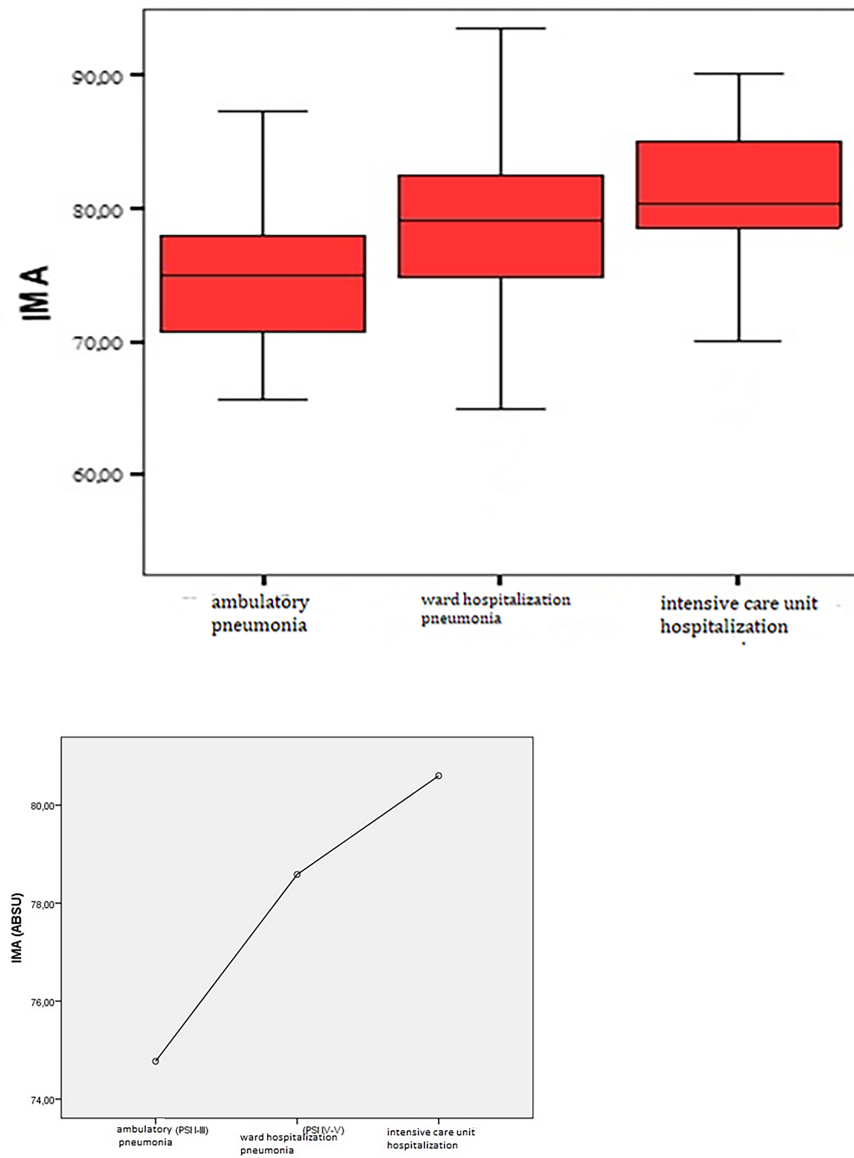 90,00
80,00
70,00
60,00
IMA
ambulatory
pneumonia
ward hospitalization
pneumonia
intensive care unit
hospitalization
80,00
78,00
76,00
74,00
IMA (ABSU)
ambulatory (PSI I-III)
pneumonia
ward hospitalization (PSI IV-V)
pneumonia
intensive care unit
hospitalization